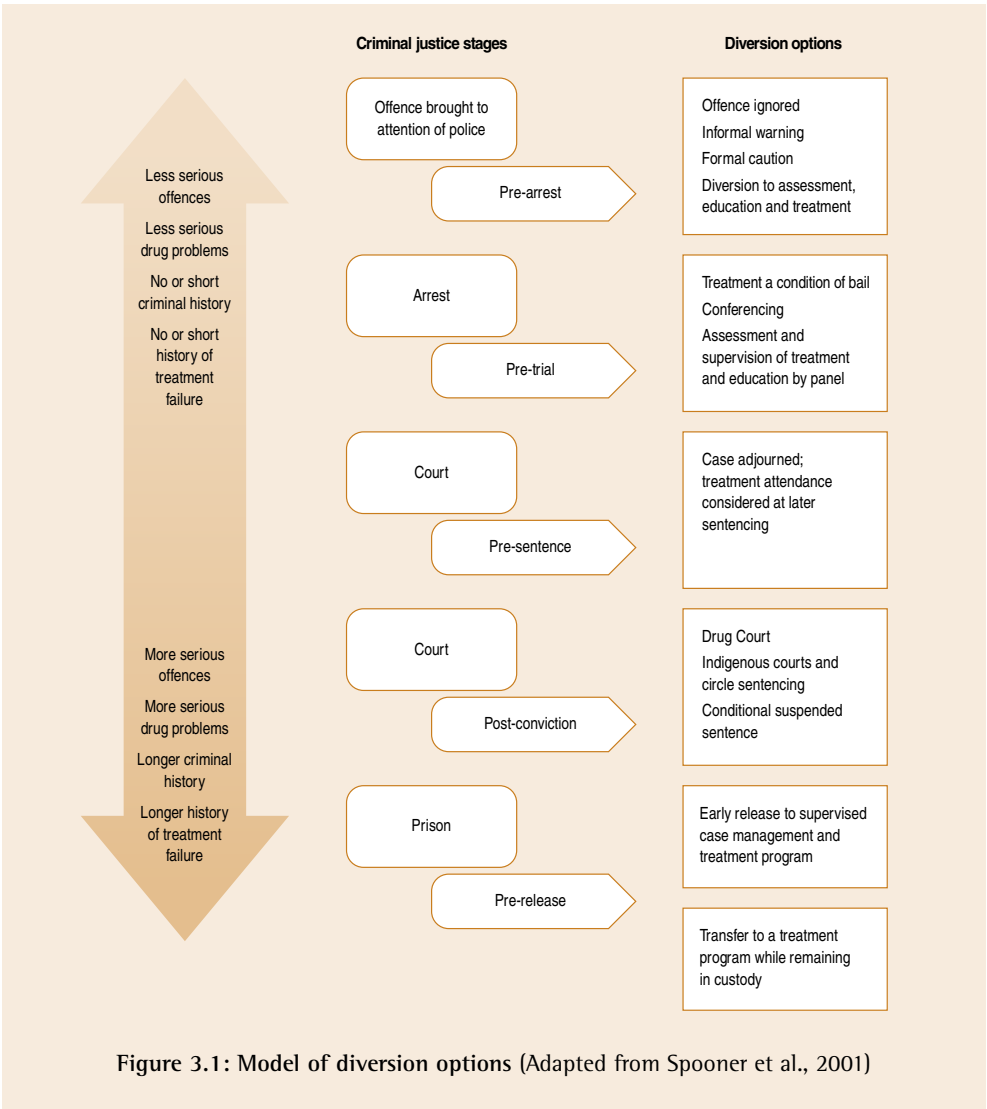 Criminal justice stages
Diversion options
Less serious
offences
Less serious
drug problems
No or short
criminal history
No or short
history of
treatment
failure
More serious
offences
More serious
drug problems
Longer criminal
history
Longer history
of treatment
failure
Offence brought to
attention of police
Pre-arrest
Offence ignored
Informal warning
Formal caution
Diversion to assessment,
education and treatment
Arrest
Pre-trial
Treatment a condition of bail
Conferencing
Assessment and
supervision of treatment
and education by panel
Court
Pre-sentence
Case adjourned;
treatment attendance
considered at later
sentencing
Court
Post-conviction
Drug Court
Indigenous courts and
circle sentencing
Conditional suspended
sentence
Prison
Pre-release
Early release to supervised
case management and
treatment program
Transfer to a treatment
program while remaining
in custody
Figure 3.1: Model of diversion options (Adapted from Spooner et al., 2001)